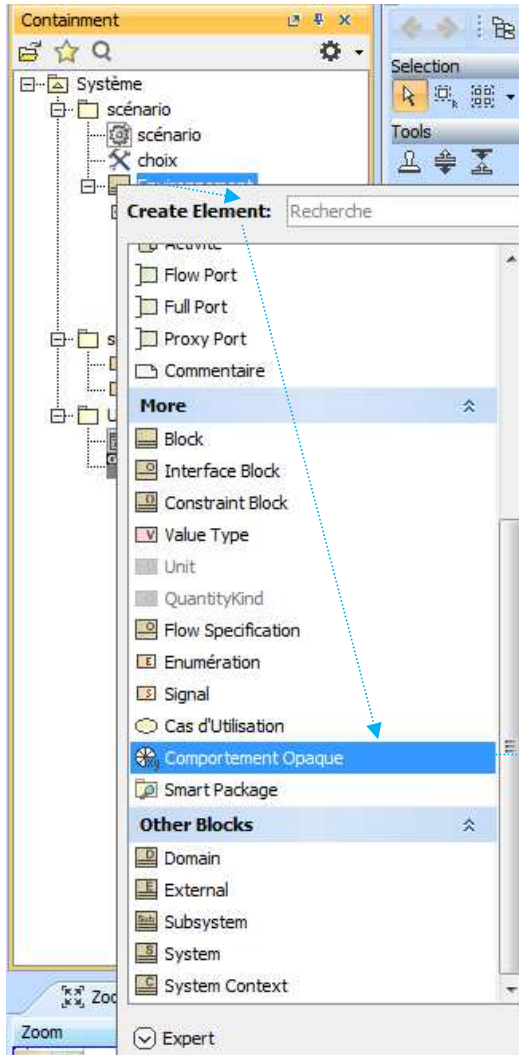 Containment
Selection
Système
scénario
scénario
Tools
choix
Environnement
Create Element: Recherche
Activité
Flow Port
Full Port
Proxy Port
Commentaire
More
Block
Interface Block
Constraint Block
Value Type
Unit
QuantityKind
Flow Specification
Enumération
Signal
Cas d'Utilisation
Comportement Opaque
Smart Package
Other Blocks
Domain
External
Subsystem
System
System Context
Zoom
Expert